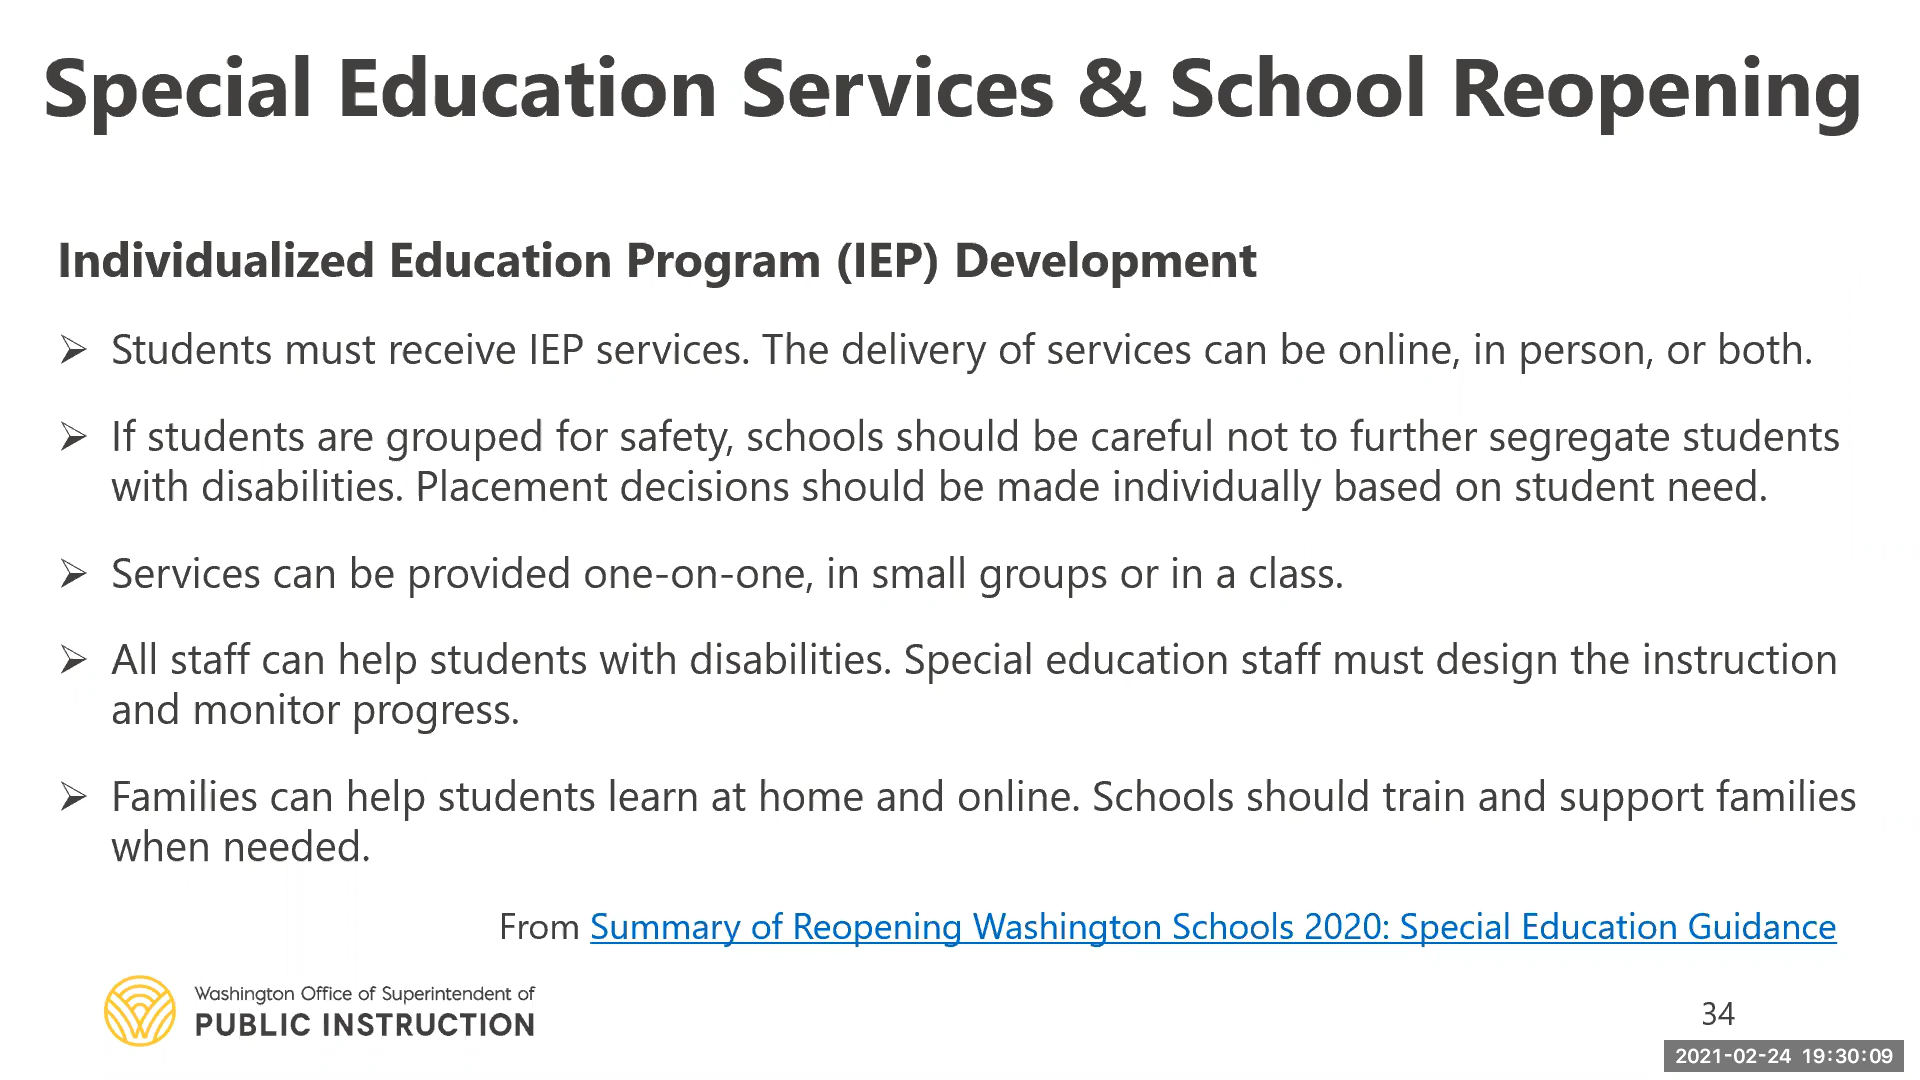 Special Education Services & School Reopening
Individualized Education Program (IEP) Development
➢ Students must receive IEP services. The delivery of services can be online, in person, or both.
➢ If students are grouped for safety, schools should be careful not to further segregate students
with disabilities. Placement decisions should be made individually based on student need.
➢ Services can be provided one-on-one, in small groups or in a class.
➢ All staff can help students with disabilities. Special education staff must design the instruction
and monitor progress.
➢ Families can help students learn at home and online. Schools should train and support families
when needed.
From Summary of Reopening Washington Schools 2020: Special Education Guidance
Washington Office of Superintendent of
PUBLIC INSTRUCTION
34
2021-02-24 19:30:09